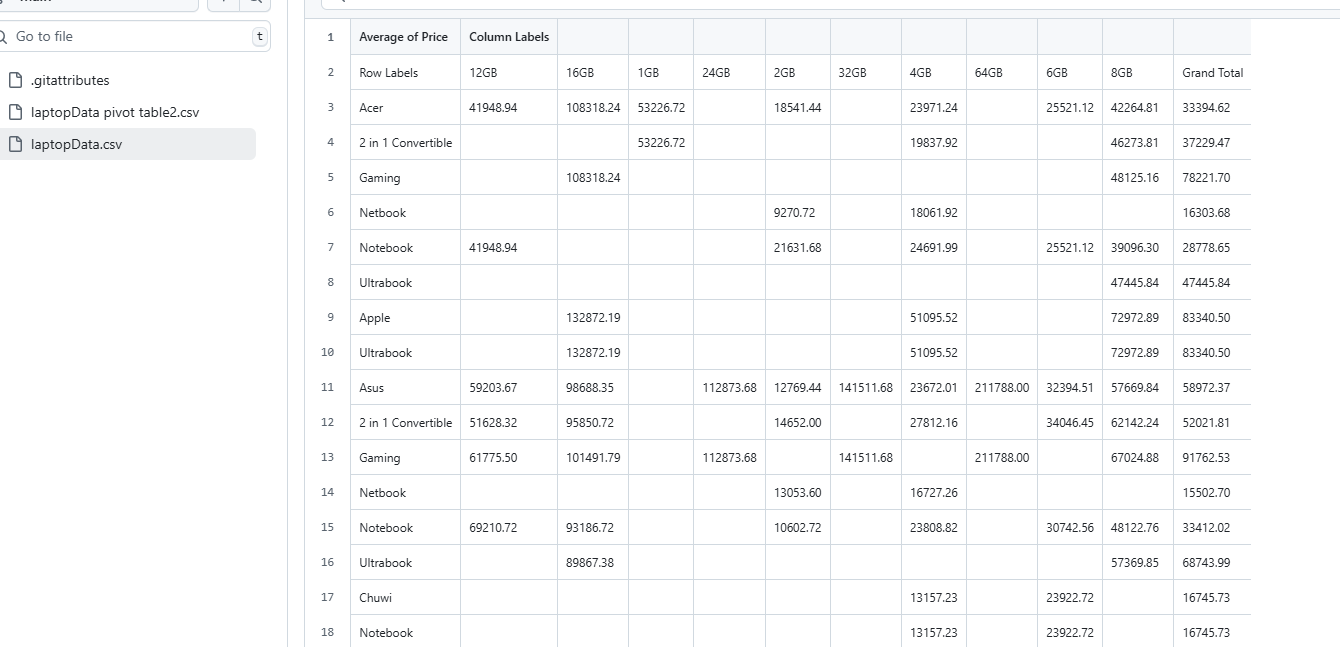 Go to file
t
.gitattributes
laptopData pivot table2.csv
laptopData.csv
1 Average of Price Column Labels
2 Row Labels 12GB 16GB 1GB 24GB 2GB 32GB 4GB 64GB 6GB 8GB Grand Total
3 Acer 41948.94 108318.24 53226.72 18541.44 23971.24 25521.12 42264.81 33394.62
4 2 in 1 Convertible 53226.72 19837.92 46273.81 37229.47
5 Gaming 108318.24 48125.16 78221.70
6 Netbook 9270.72 18061.92 16303.68
7 Notebook 41948.94 21631.68 24691.99 25521.12 39096.30 28778.65
8 Ultrabook 47445.84 47445.84
9 Apple 132872.19 51095.52 72972.89 83340.50
10 Ultrabook 132872.19 51095.52 72972.89 83340.50
11 Asus 59203.67 98688.35 112873.68 12769.44 141511.68 23672.01 211788.00 32394.51 57669.84 58972.37
12 2 in 1 Convertible 51628.32 95850.72 14652.00 27812.16 34046.45 62142.24 52021.81
13 Gaming 61775.50 101491.79 112873.68 141511.68 211788.00 67024.88 91762.53
14 Netbook 13053.60 16727.26 15502.70
15 Notebook 69210.72 93186.72 10602.72 23808.82 30742.56 48122.76 33412.02
16 Ultrabook 89867.38 57369.85 68743.99
17 Chuwi 13157.23 23922.72 16745.73
18 Notebook 13157.23 23922.72 16745.73